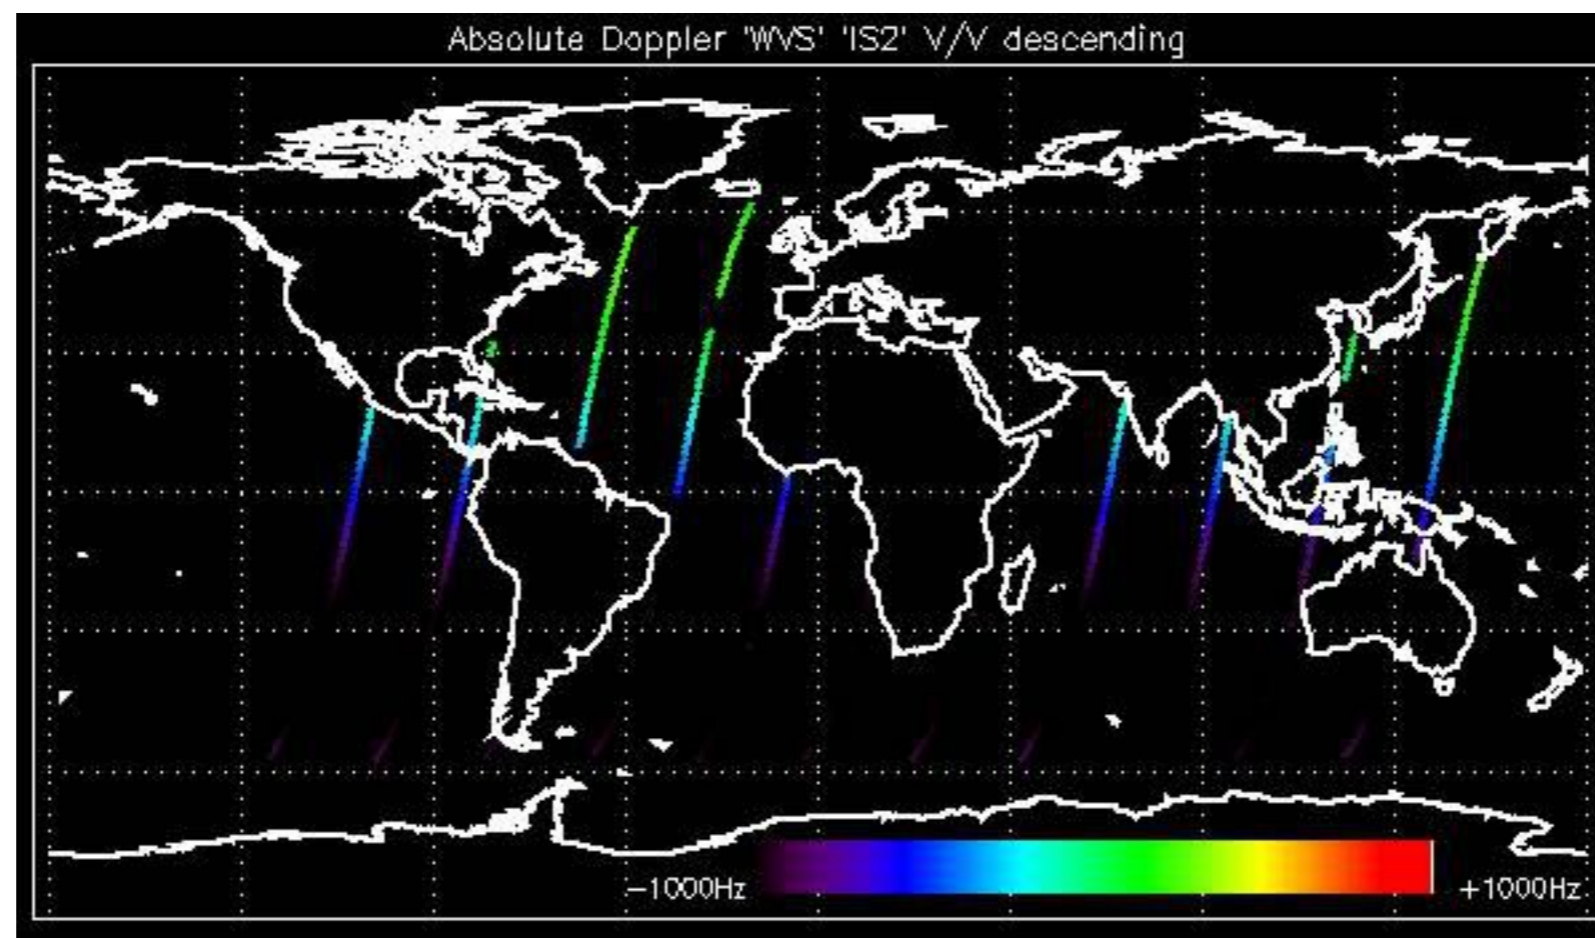 Absolute Doppler 'WVS' 'IS2' V/V descending
−1000Hz
+1000Hz